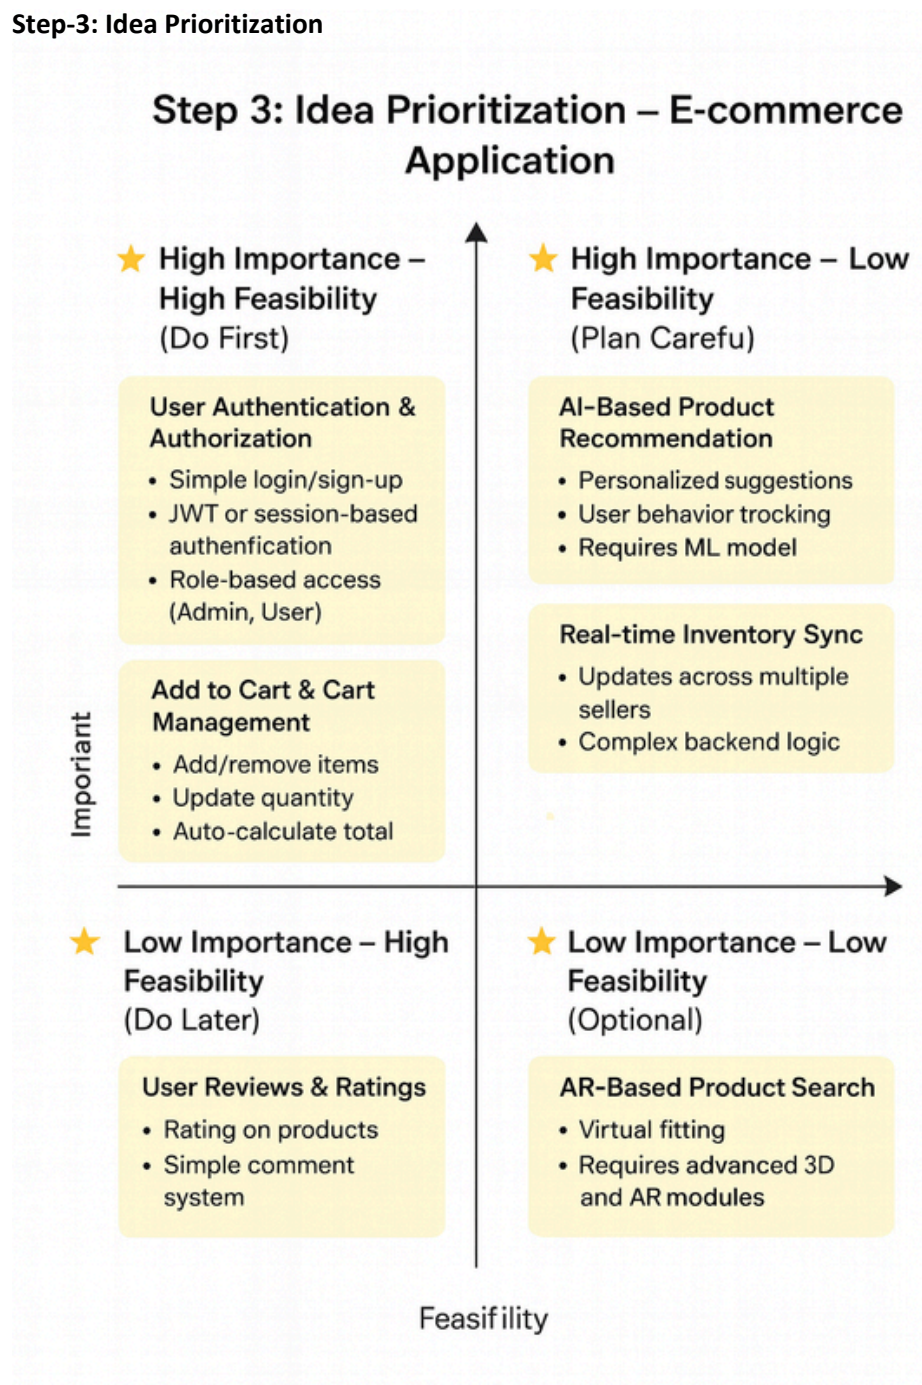 Step-3: Idea Prioritization
Step 3: Idea Prioritization – E-commerce
Application
High Importance –
High Feasibility
(Do First)
User Authentication &
Authorization
• Simple login/sign-up
• JWT or session-based
authenfication
• Role-based access
(Admin, User)
Add to Cart & Cart
Management
• Add/remove items
• Update quantity
• Auto-calculate total
High Importance – Low
Feasibility
(Plan Carefu)
AI-Based Product
Recommendation
• Personalized suggestions
• User behavior trocking
• Requires ML model
Real-time Inventory Sync
• Updates across multiple
sellers
• Complex backend logic
Imporiant
Low Importance – High
Feasibility
(Do Later)
User Reviews & Ratings
• Rating on products
• Simple comment
system
Low Importance – Low
Feasibility
(Optional)
AR-Based Product Search
• Virtual fitting
• Requires advanced 3D
and AR modules
Feasifility